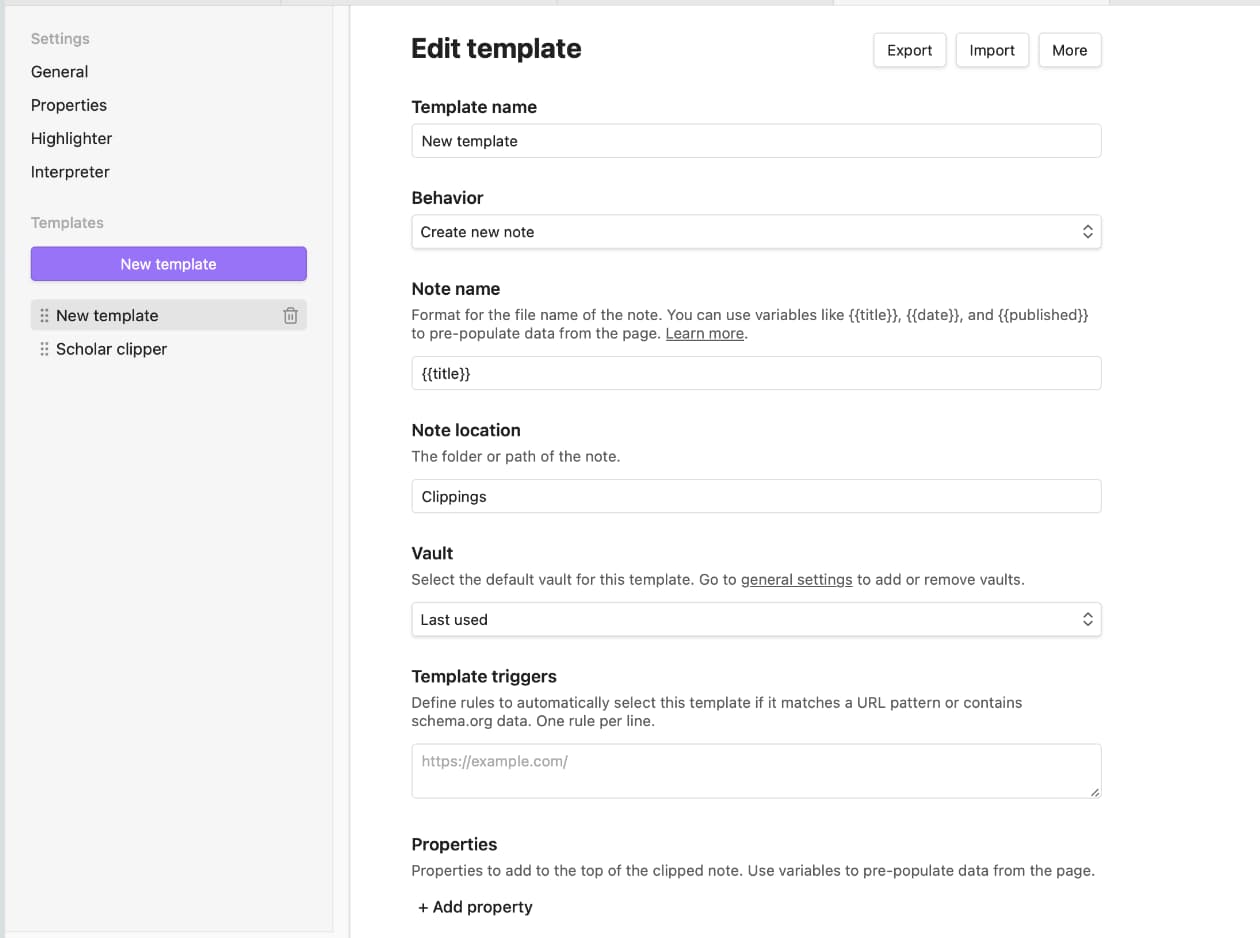 Settings
General
Properties
Highlighter
Interpreter
Templates
New template
New template
Scholar clipper
Edit template
Export
Import
More
Template name
New template
Behavior
Create new note
Note name
Format for the file name of the note. You can use variables like {{title}}, {{date}}, and {{published}}
to pre-populate data from the page. Learn more.
{{title}}
Note location
The folder or path of the note.
Clippings
Vault
Select the default vault for this template. Go to general settings to add or remove vaults.
Last used
Template triggers
Define rules to automatically select this template if it matches a URL pattern or contains
schema.org data. One rule per line.
https://example.com/
Properties
Properties to add to the top of the clipped note. Use variables to pre-populate data from the page.
+ Add property